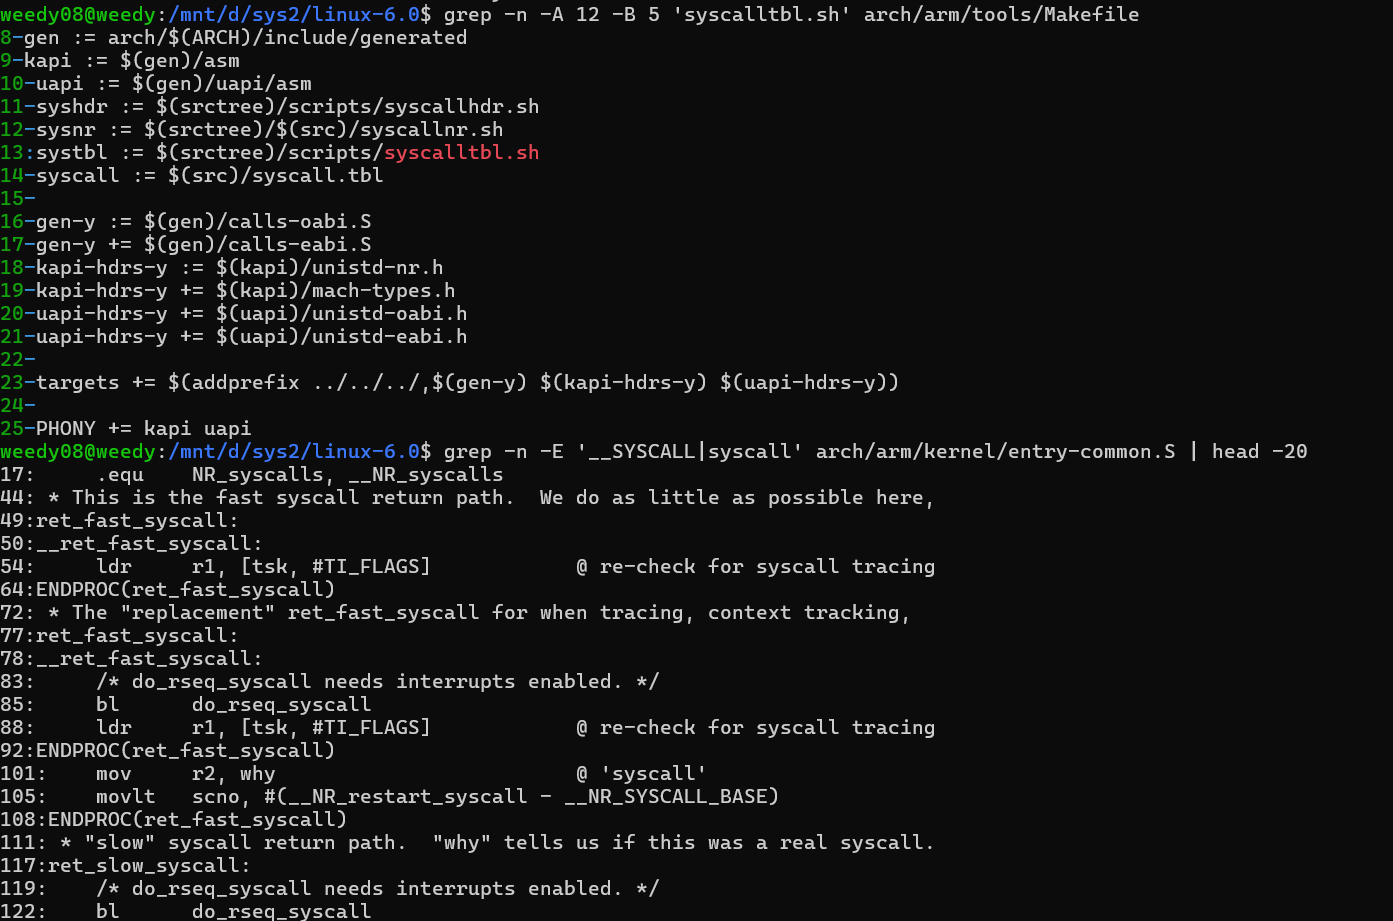 weedy08@weedy:/mnt/d/sys2/linux-6.0$ grep -n -A 12 -B 5 'syscalltbl.sh' arch/arm/tools/Makefile
8-gen := arch/$(ARCH)/include/generated
9-kapi := $(gen)/asm
10-uapi := $(gen)/uapi/asm
11-syshdr := $(srctree)/scripts/syscallhdr.sh
12-sysnr := $(srctree)/$(src)/syscallnr.sh
13:systbl := $(srctree)/scripts/syscalltbl.sh
14-syscall := $(src)/syscall.tbl
15-
16-gen-y := $(gen)/calls-oabi.S
17-gen-y += $(gen)/calls-eabi.S
18-kapi-hdrs-y := $(kapi)/unistd-nr.h
19-kapi-hdrs-y += $(kapi)/mach-types.h
20-uapi-hdrs-y += $(uapi)/unistd-oabi.h
21-uapi-hdrs-y += $(uapi)/unistd-eabi.h
22-
23-targets += $(addprefix ../../../,$(gen-y) $(kapi-hdrs-y) $(uapi-hdrs-y))
24-
25-PHONY += kapi uapi
weedy08@weedy:/mnt/d/sys2/linux-6.0$ grep -n -E '__SYSCALL|syscall' arch/arm/kernel/entry-common.S | head -20
17:     .equ    NR_syscalls, __NR_syscalls
44: * This is the fast syscall return path.  We do as little as possible here,
49:ret_fast_syscall:
50:__ret_fast_syscall:
54:     ldr     r1, [tsk, #TI_FLAGS]            @ re-check for syscall tracing
64:ENDPROC(ret_fast_syscall)
72: * The "replacement" ret_fast_syscall for when tracing, context tracking,
77:ret_fast_syscall:
78:__ret_fast_syscall:
83:     /* do_rseq_syscall needs interrupts enabled. */
85:     bl      do_rseq_syscall
88:     ldr     r1, [tsk, #TI_FLAGS]            @ re-check for syscall tracing
92:ENDPROC(ret_fast_syscall)
101:    mov     r2, why                         @ 'syscall'
105:    movlt   scno, #(__NR_restart_syscall - __NR_SYSCALL_BASE)
108:ENDPROC(ret_fast_syscall)
111: * "slow" syscall return path.  "why" tells us if this was a real syscall.
117:ret_slow_syscall:
119:    /* do_rseq_syscall needs interrupts enabled. */
122:    bl      do_rseq_syscall